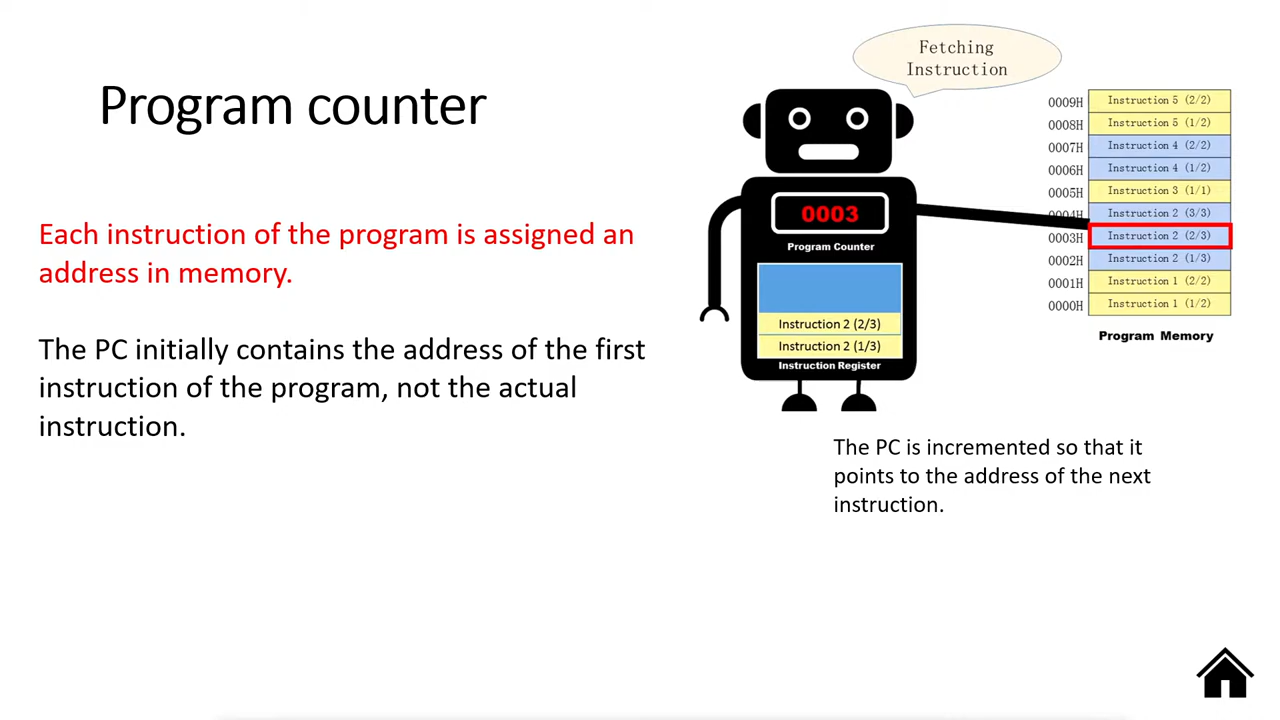 Program counter
Each instruction of the program is assigned an
address in memory.
The PC initially contains the address of the first
instruction of the program, not the actual
instruction.
Fetching
Instruction
0003
Program Counter
Instruction 2 (2/3)
Instruction 2 (1/3)
Instruction Register
0009H Instruction 5 (2/2)
0008H Instruction 5 (1/2)
0007H Instruction 4 (2/2)
0006H Instruction 4 (1/2)
0005H Instruction 3 (1/1)
0004H Instruction 2 (3/3)
0003H Instruction 2 (2/3)
0002H Instruction 2 (1/3)
0001H Instruction 1 (2/2)
0000H Instruction 1 (1/2)
Program Memory
The PC is incremented so that it
points to the address of the next
instruction.